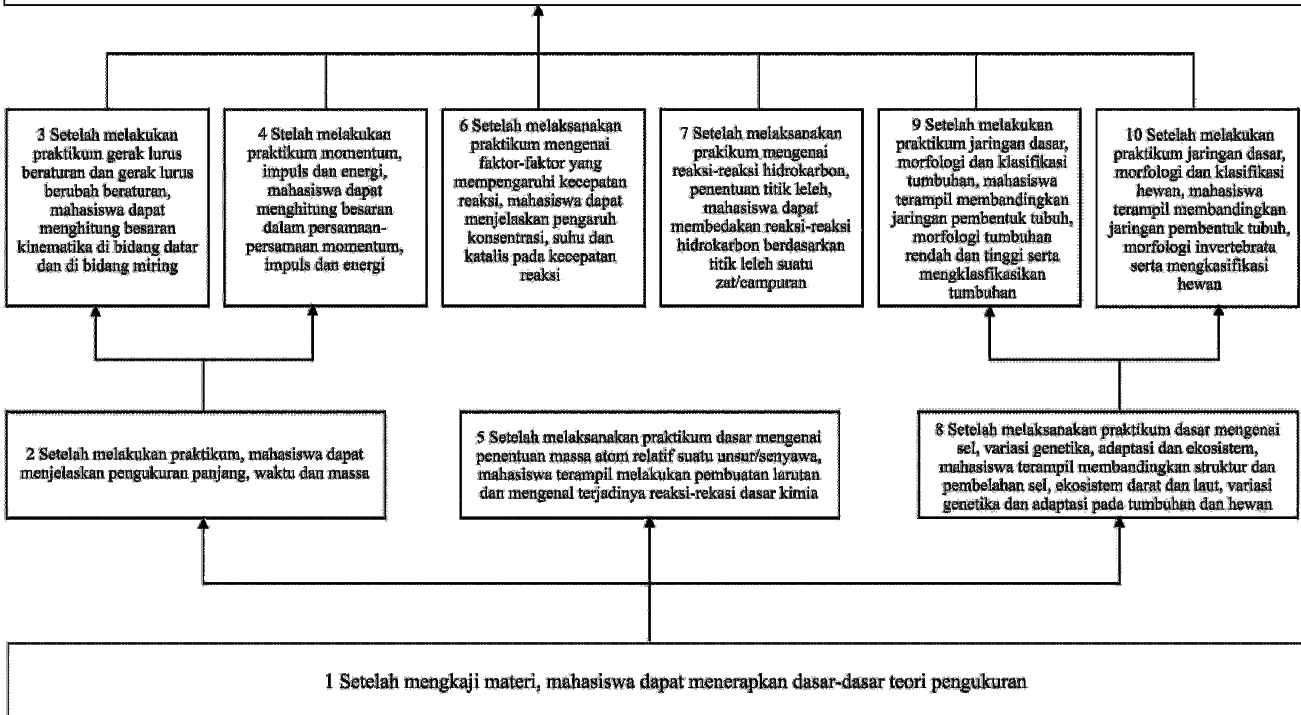 3 Setelah melakukan
praktikum gerak lurus
beraturan dan gerak lurus
berubah beraturan,
mahasiswa dapat
menghitung besaran
kinematika di bidang datar
dan di bidang miring
4 Stelah melakukan
praktikum momentum,
impuls dan energi,
mahasiswa dapat
menghitung besaran
dalam persamaan-
persamaan momentum,
impuls dan energi
6 Setelah melaksanakan
praktikum mengenai
faktor-faktor yang
mempengaruhi kecepatan
reaksi, mahasiswa dapat
menjelaskan pengaruh
konsentrasi, suhu dan
katalis pada kecepatan
reaksi
7 Setelah melaksanakan
prakikum mengenai
reaksi-reaksi hidrokarbon,
penentuan titik leleh,
mahasiswa dapat
membedakan reaksi-reaksi
hidrokarbon berdasarkan
titik leleh suatu
zat/campuran
9 Setelah melakukan
praktikum jaringan dasar,
morfologi dan klasifikasi
tumbuhan, mahasiswa
terampil membandingkan
jaringan pembentuk tubuh,
morfologi tumbuhan
rendah dan tinggi serta
mengklasfikasikan
tumbuhan
10 Setelah melakukan
praktikum jaringan dasar,
morfologi dan klasifikasi
hewan, mahasiswa
terampil membandingkan
jaringan pembentuk tubuh,
morfologi invertebrata
serta mengkasifikasi
hewan
2 Setelah melakukan praktikum, mahasiswa dapat
menjelaskan pengukuran panjang, waktu dan massa
5 Setelah melaksanakan praktikum dasar mengenai
penentuan massa atom relatif suatu unsur/senyawa,
mahasiswa terampil melakukan pembuatan larutan
dan mengenal terjadinya reaksi-rekasi dasar kimia
8 Setelah melaksanakan praktikum dasar mengenai
sel, variasi genetika, adaptasi dan ekosistem,
mahasiswa terampil membandingkan struktur dan
pembelahan sel, ekosistem darat dan laut, variasi
genetika dan adaptasi pada tumbuhan dan hewan
1 Setelah mengkaji materi, mahasiswa dapat menerapkan dasar-dasar teori pengukuran